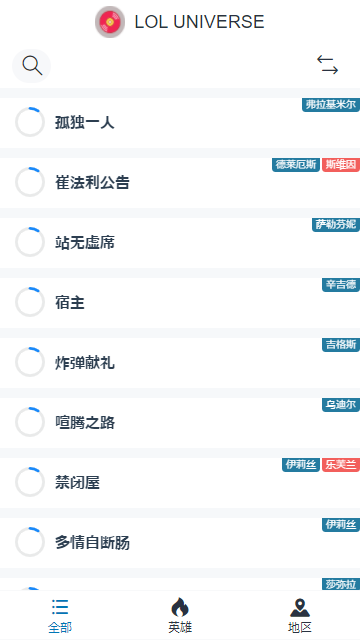 LOL UNIVERSE
弗拉基米尔
孤独一人
德莱厄斯 斯维因
崔法利公告
萨勒芬妮
站无虚席
辛吉德
宿主
吉格斯
炸弹献礼
乌迪尔
喧腾之路
伊莉丝 乐芙兰
禁闭屋
伊莉丝
多情自断肠
莎弥拉
全部 英雄 地区